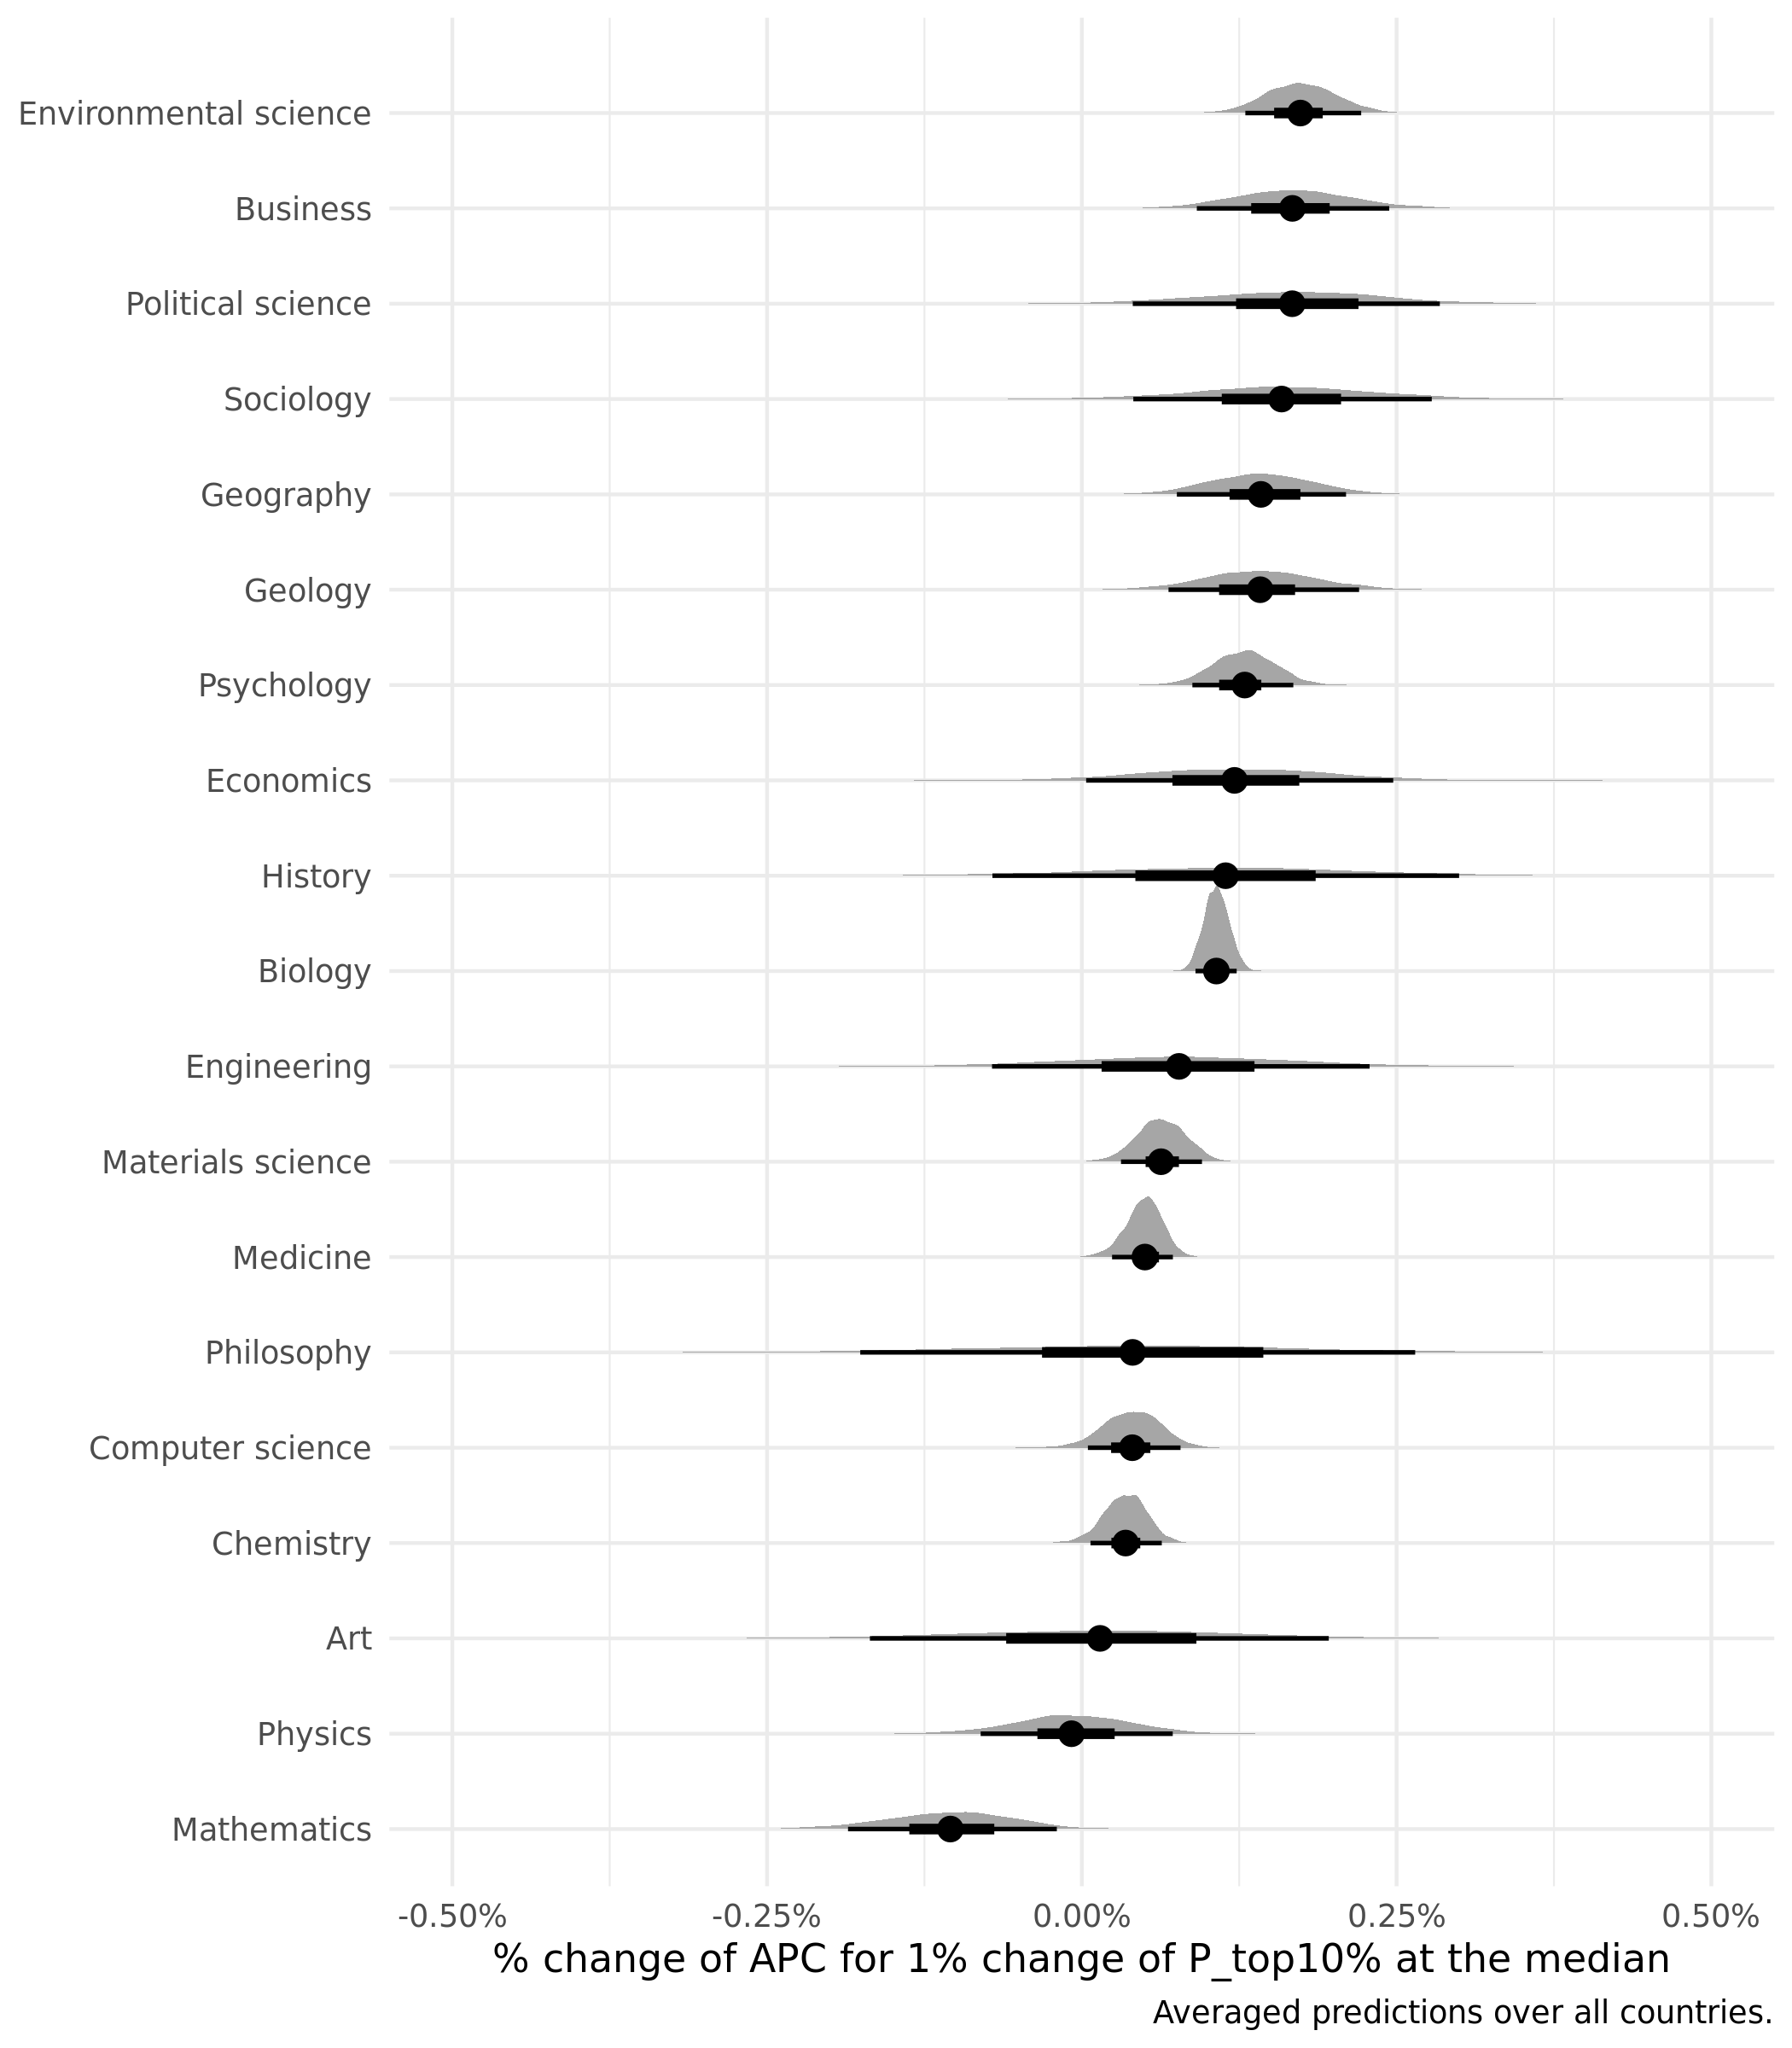 Environmental science
Business
Political science
Sociology
Geography
Geology
Psychology
Economics
History
Biology
Engineering
Materials science
Medicine
Philosophy
Computer science
Chemistry
Art
Physics
Mathematics
-0.50% -0.25% 0.00% 0.25% 0.50%
% change of APC for 1% change of P_top10% at the median
Averaged predictions over all countries.